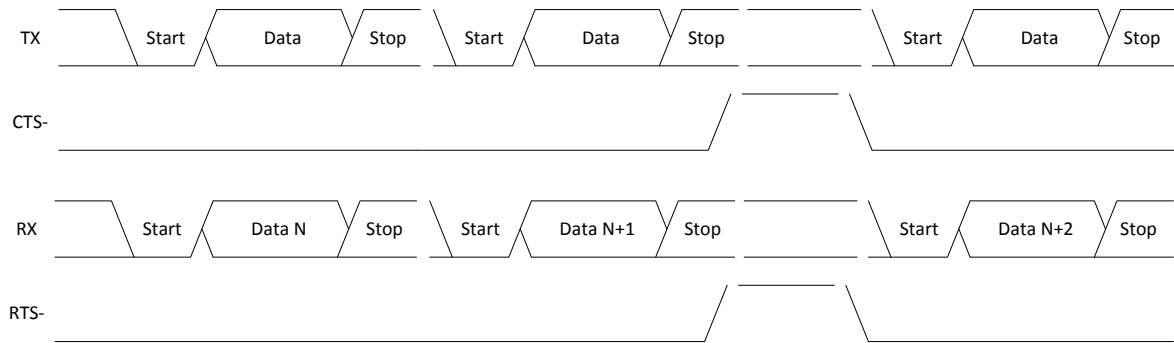 TX Start Data Stop Start Data Stop Start Data Stop
CTS-
RX Start Data N Stop Start Data N+1 Stop Start Data N+2 Stop
RTS-